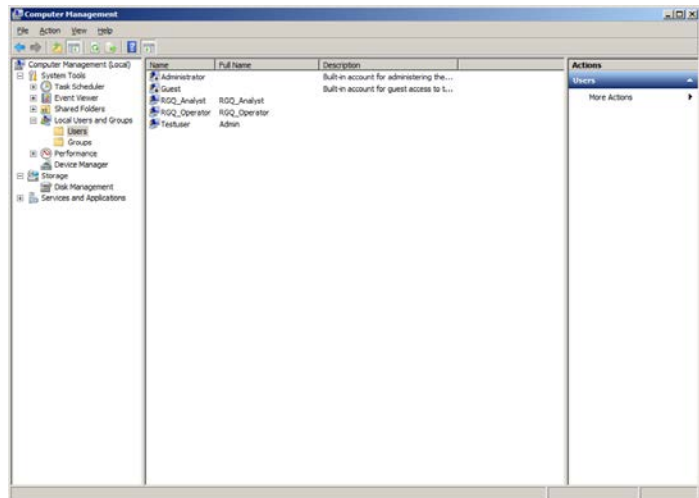 Computer Management
File Action View Help
Computer Management (Local)
System Tools
Task Scheduler
Event Viewer
Shared Folders
Local Users and Groups
Users
Groups
Performance
Device Manager
Storage
Disk Management
Services and Applications
Name Full Name Description
Administrator Built-in account for administering the...
Guest Built-in account for guest access to t...
RGQ_Analyst RGQ_Analyst
RGQ_Operator RGQ_Operator
Testuser Admin
Actions
Users
More Actions